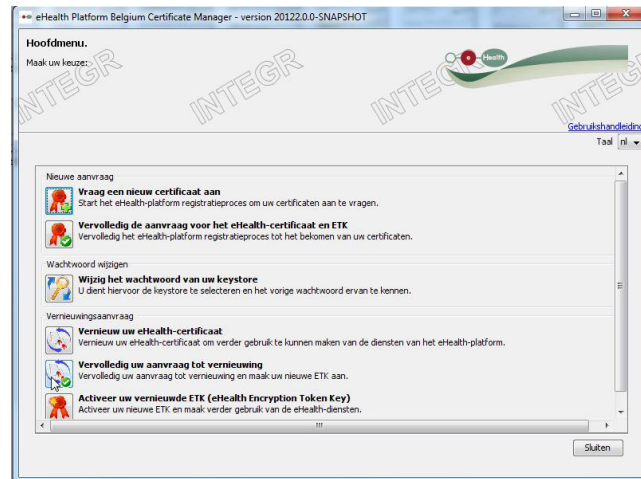 eHealth Platform Belgium Certificate Manager - version 20122.0.0-SNAPSHOT
Hoofdmenu.
Maak uw keuze:
INTEGR
INTEGR
INTEGR
INTEGR
Health
Gebruikshandleiding
Taal nl
Nieuwe aanvraag
Vraag een nieuw certificaat aan
Start het eHealth-platform registratieproces om uw certificaten aan te vragen.
Vervolledig de aanvraag voor het eHealth-certificaat en ETK
Vervolledig het eHealth-platform registratieproces tot het bekomen van uw certificaten.
Wachtwoord wijzigen
Wijzig het wachtwoord van uw keystore
U dient hiervoor de keystore te selecteren en het vorige wachtwoord ervan te kennen.
Vernieuwingsaanvraag
Vernieuw uw eHealth-certificaat
Vernieuw uw eHealth-certificaat om verder gebruik te kunnen maken van de diensten van het eHealth-platform.
Vervolledig uw aanvraag tot vernieuwing
Vervolledig uw aanvraag tot vernieuwing en maak uw nieuwe ETK aan.
Activeer uw vernieuwde ETK (eHealth Encryption Token Key)
Activeer uw nieuwe ETK en maak verder gebruik van de eHealth-diensten.
Sluiten